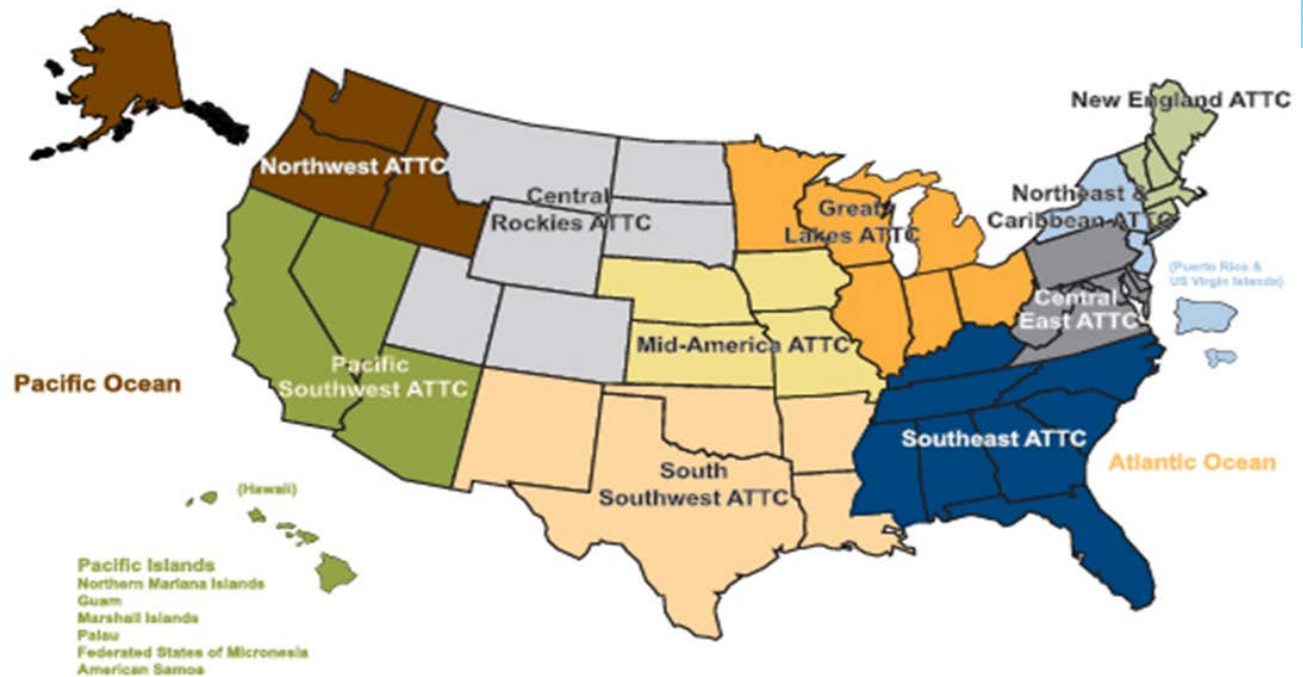 New England ATTC
Northwest ATTC
Central
Rockies ATTC
Great
Lakes ATTC
Northeast &
Caribbean ATTC
(Puerto Rico &
US Virgin Islands)
Central
East ATTC
Mid-America ATTC
Pacific
Southwest ATTC
Pacific Ocean
Southeast ATTC
Atlantic Ocean
South
Southwest ATTC
(Hawaii)
Pacific Islands
Northern Mariana Islands
Guam
Marshall Islands
Palau
Federated States of Micronesia
American Samoa